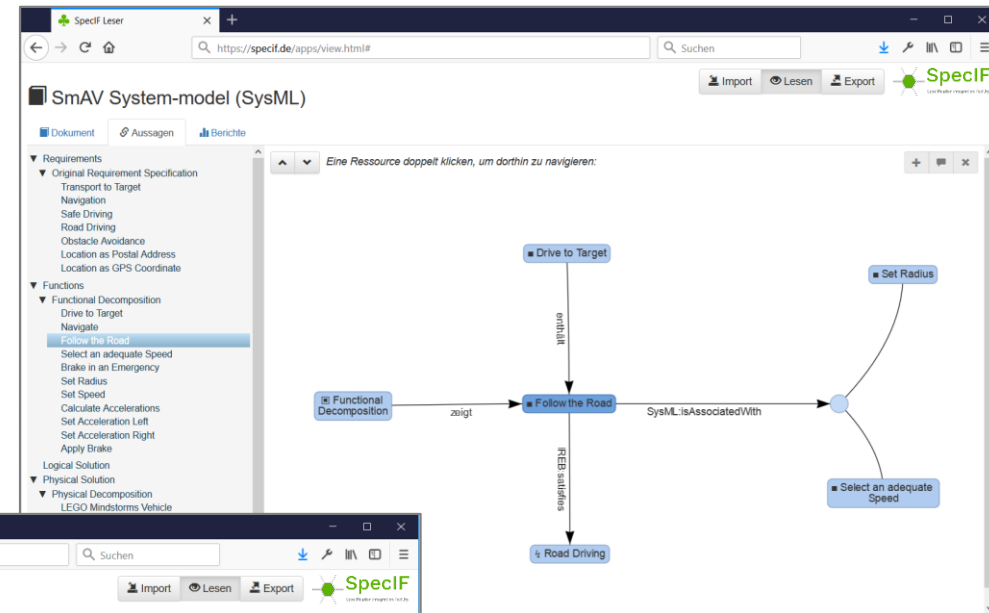 SpecIF Leser
https://specif.de/apps/view.html#
Suchen
Import Lesen Export
SpecIF
SmAV System-model (SysML)
Dokument Aussagen Berichte
Eine Ressource doppelt klicken, um dorthin zu navigieren:
Requirements
Original Requirement Specification
Transport to Target
Navigation
Safe Driving
Road Driving
Obstacle Avoidance
Location as Postal Address
Location as GPS Coordinate
Functions
Functional Decomposition
Drive to Target
Navigate
Follow the Road
Select an adequate Speed
Brake in an Emergency
Set Radius
Set Speed
Calculate Accelerations
Set Acceleration Left
Set Acceleration Right
Apply Brake
Logical Solution
Physical Solution
Physical Decomposition
LEGO Mindstorms Vehicle
Drive to Target
Set Radius
enthält
Functional
Decomposition
zeigt
Follow the Road
SysML:isAssociatedWith
IREB:satisfies
Select an adequate
Speed
Road Driving
Suchen
Import Lesen Export
SpecIF